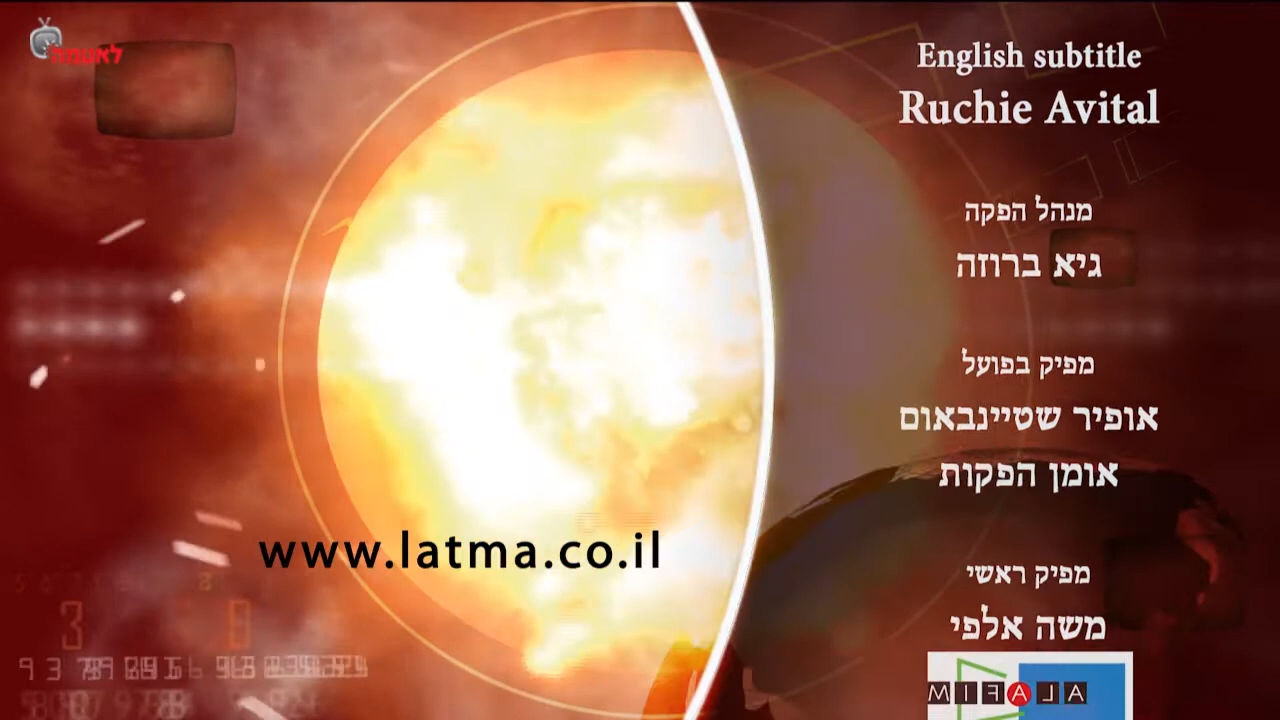 לאטמה
English subtitle
Ruchie Avital
מנהל הפקה
גיא ברוזה
מפיק בפועל
אופיר שטיינבאום
אומן הפקות
www.latma.co.il
מפיק ראשי
משה אלפי
MIFALA